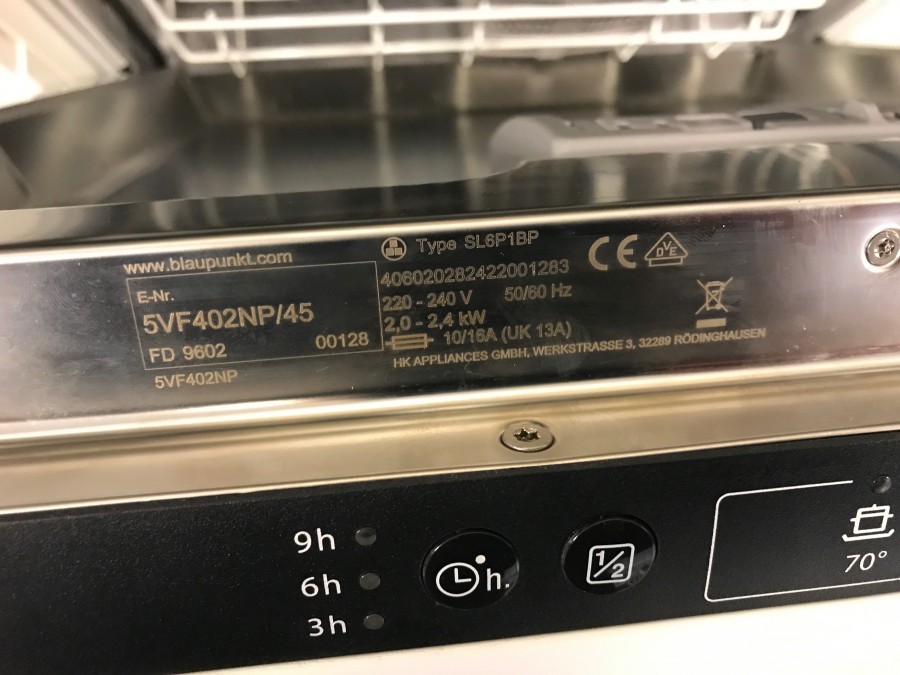 www.blaupunkt.com
E-Nr.
5VF402NP/45
FD 9602 00128
5VF402NP
Type SL6P1BP
406020282422001283
220 - 240 V 50/60 Hz
2,0 - 2,4 kW
10/16A (UK 13A)
HK APPLIANCES GMBH, WERKSTRASSE 3, 32289 RÖDINGHAUSEN
CE
DVE
9h
6h
3h
h.
1/2
70°